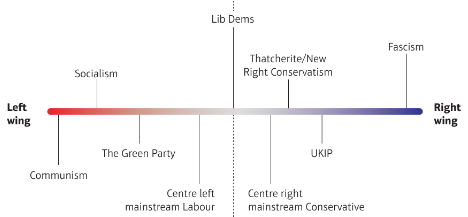 Lib Dems
Thatcherite/New
Right Conservatism
Fascism
Socialism
Left
wing
Right
wing
The Green Party
UKIP
Communism
Centre left
mainstream Labour
Centre right
mainstream Conservative